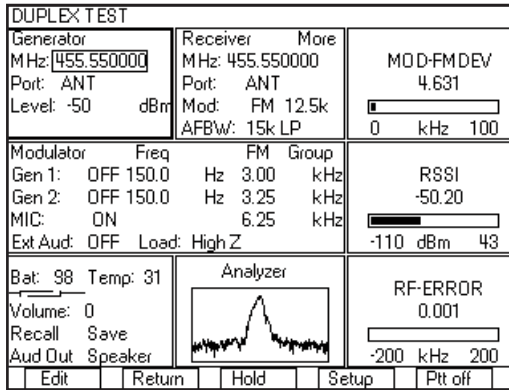 DUPLEX TEST
Generator
MHz: 455.550000
Port: ANT
Level: -50 dBm
Receiver More
MHz: 455.550000
Port: ANT
Mod: FM 12.5k
AFBW: 15k LP
MOD-FMDEV
4.631
0 kHz 100
Modulator Freq FM Group
Gen 1: OFF 150.0 Hz 3.00 kHz
Gen 2: OFF 150.0 Hz 3.25 kHz
MIC: ON 6.25 kHz
Ext Aud: OFF Load: High Z
RSSI
-50.20
-110 dBm 43
Bat: 98 Temp: 31
Volume: 0
Recall Save
Aud Out Speaker
Analyzer
RF-ERROR
0.001
-200 kHz 200
Edit Return Hold Setup Ptt off